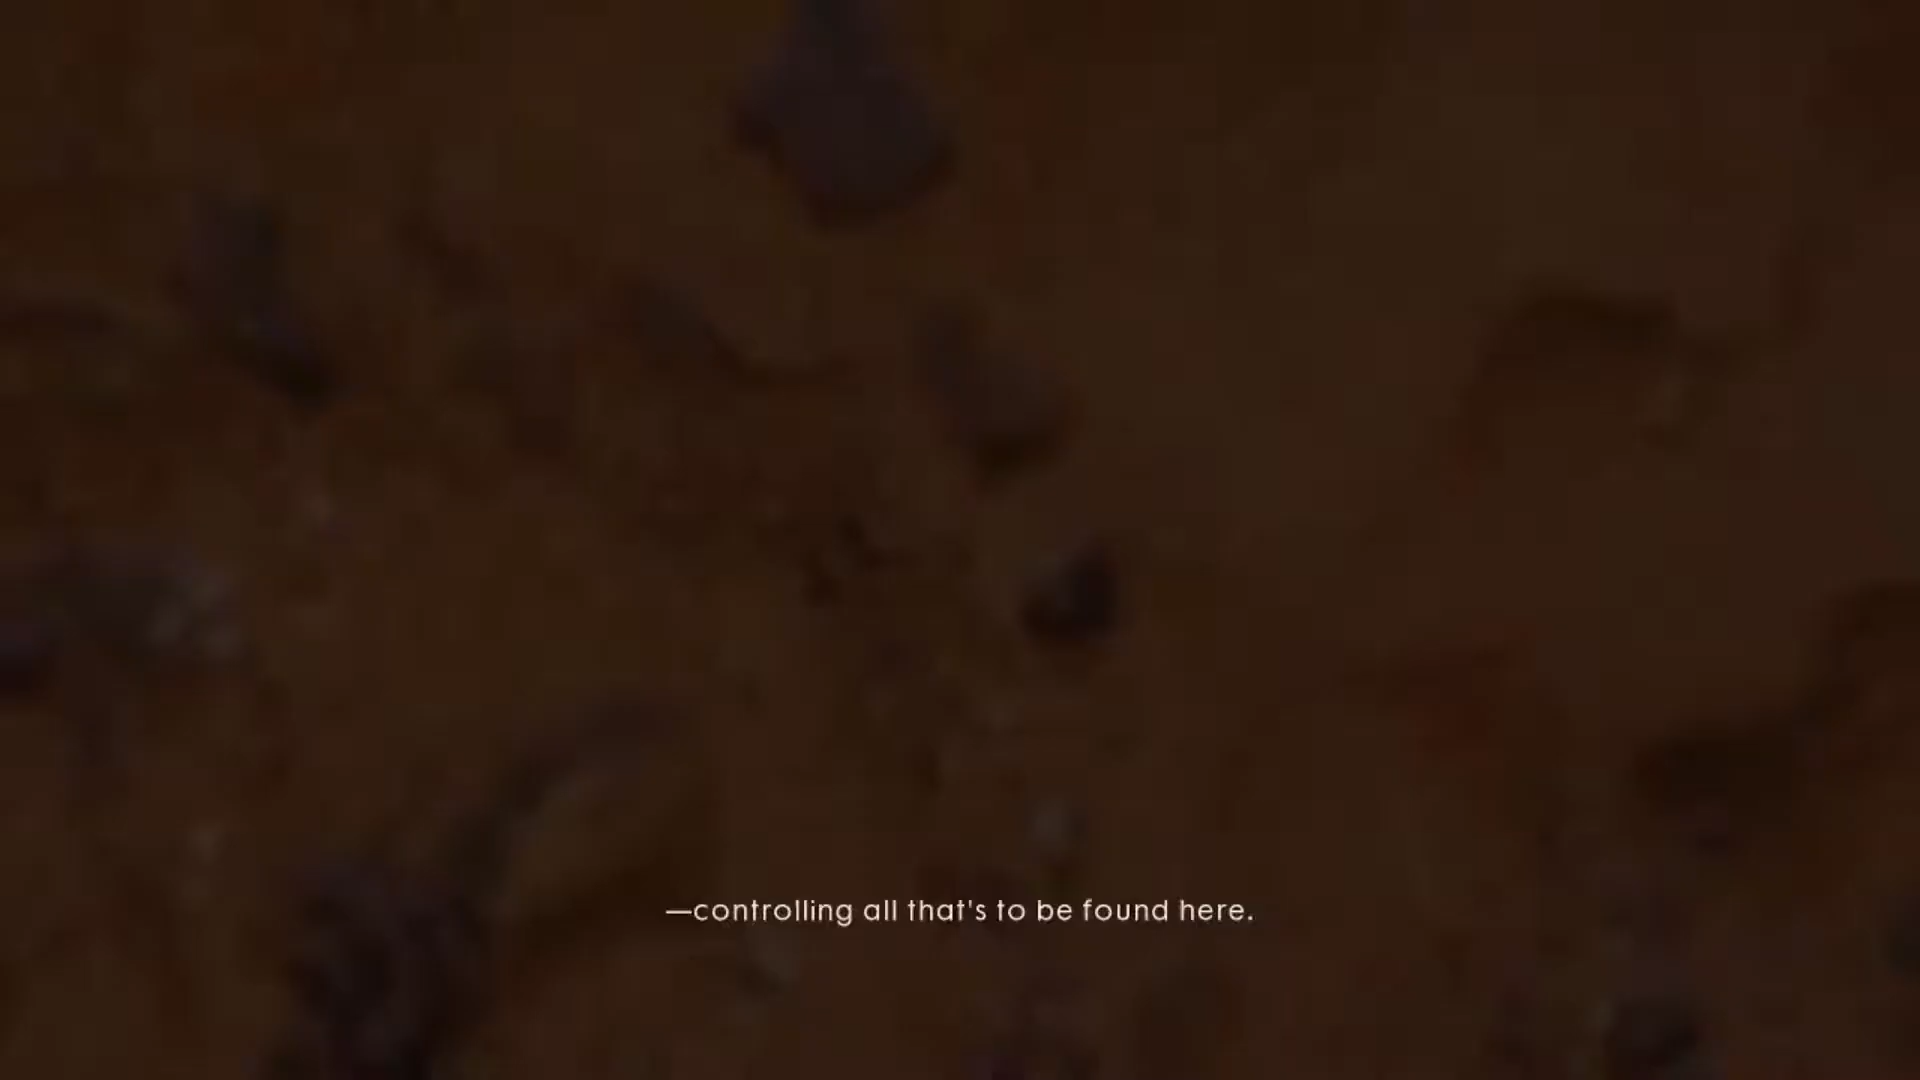 —controlling all that's to be found here.